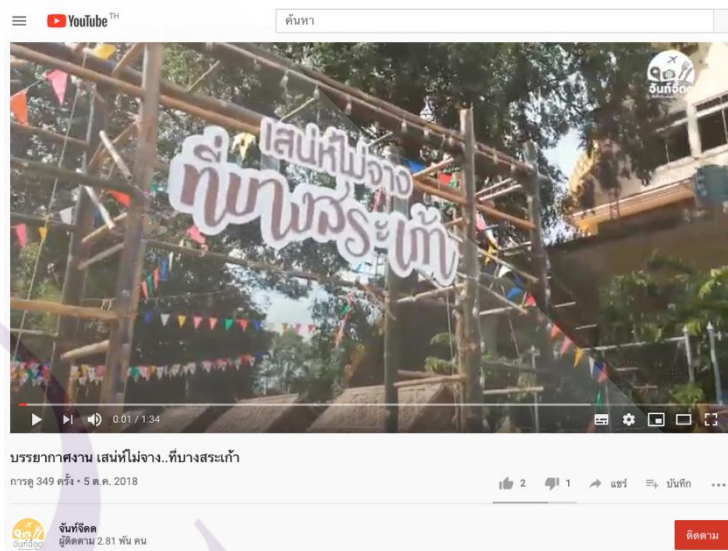 YouTube TH
ค้นหา
จันท์จี๊ดด
เสน่ห์ไม่จาง
ที่บางสระเก้า
0:01 / 1:34
บรรยากาศงาน เสน่ห์ไม่จาง..ที่บางสระเก้า
การดู 349 ครั้ง • 5 ต.ค. 2018
2
1
แชร์
บันทึก
จันท์จี๊ดด
ผู้ติดตาม 2.81 พัน คน
ติดตาม